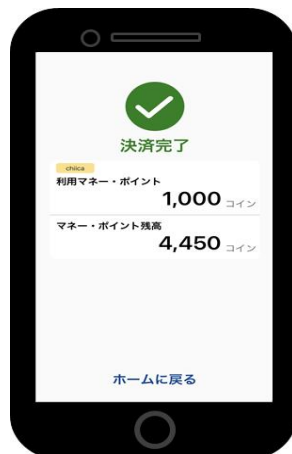 決済完了
chiica
利用マネー・ポイント
1,000 コイン
マネー・ポイント残高
4,450 コイン
ホームに戻る